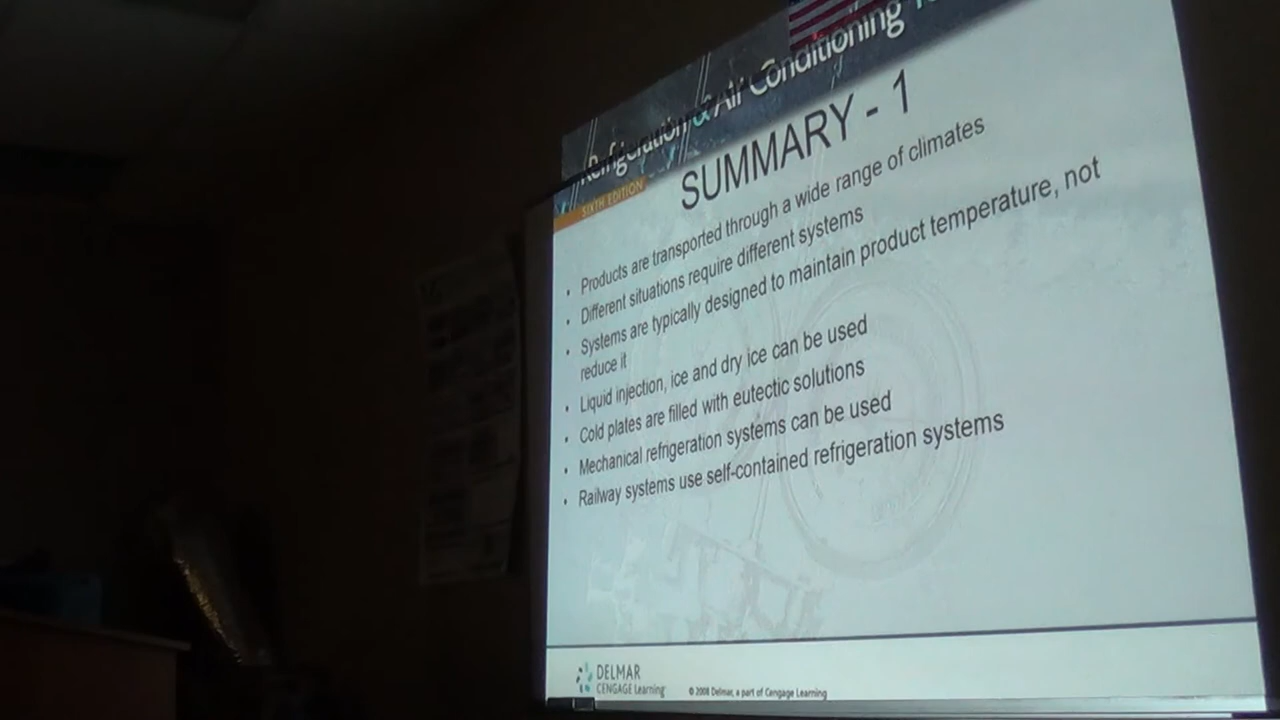 Refrigeration & Air Conditioning
SIXTH EDITION
SUMMARY - 1
• Products are transported through a wide range of climates
• Different situations require different systems
• Systems are typically designed to maintain product temperature, not
reduce it
• Liquid injection, ice and dry ice can be used
• Cold plates are filled with eutectic solutions
• Mechanical refrigeration systems can be used
• Railway systems use self-contained refrigeration systems
DELMAR
CENGAGE Learning
© 2008 Delmar, a part of Cengage Learning